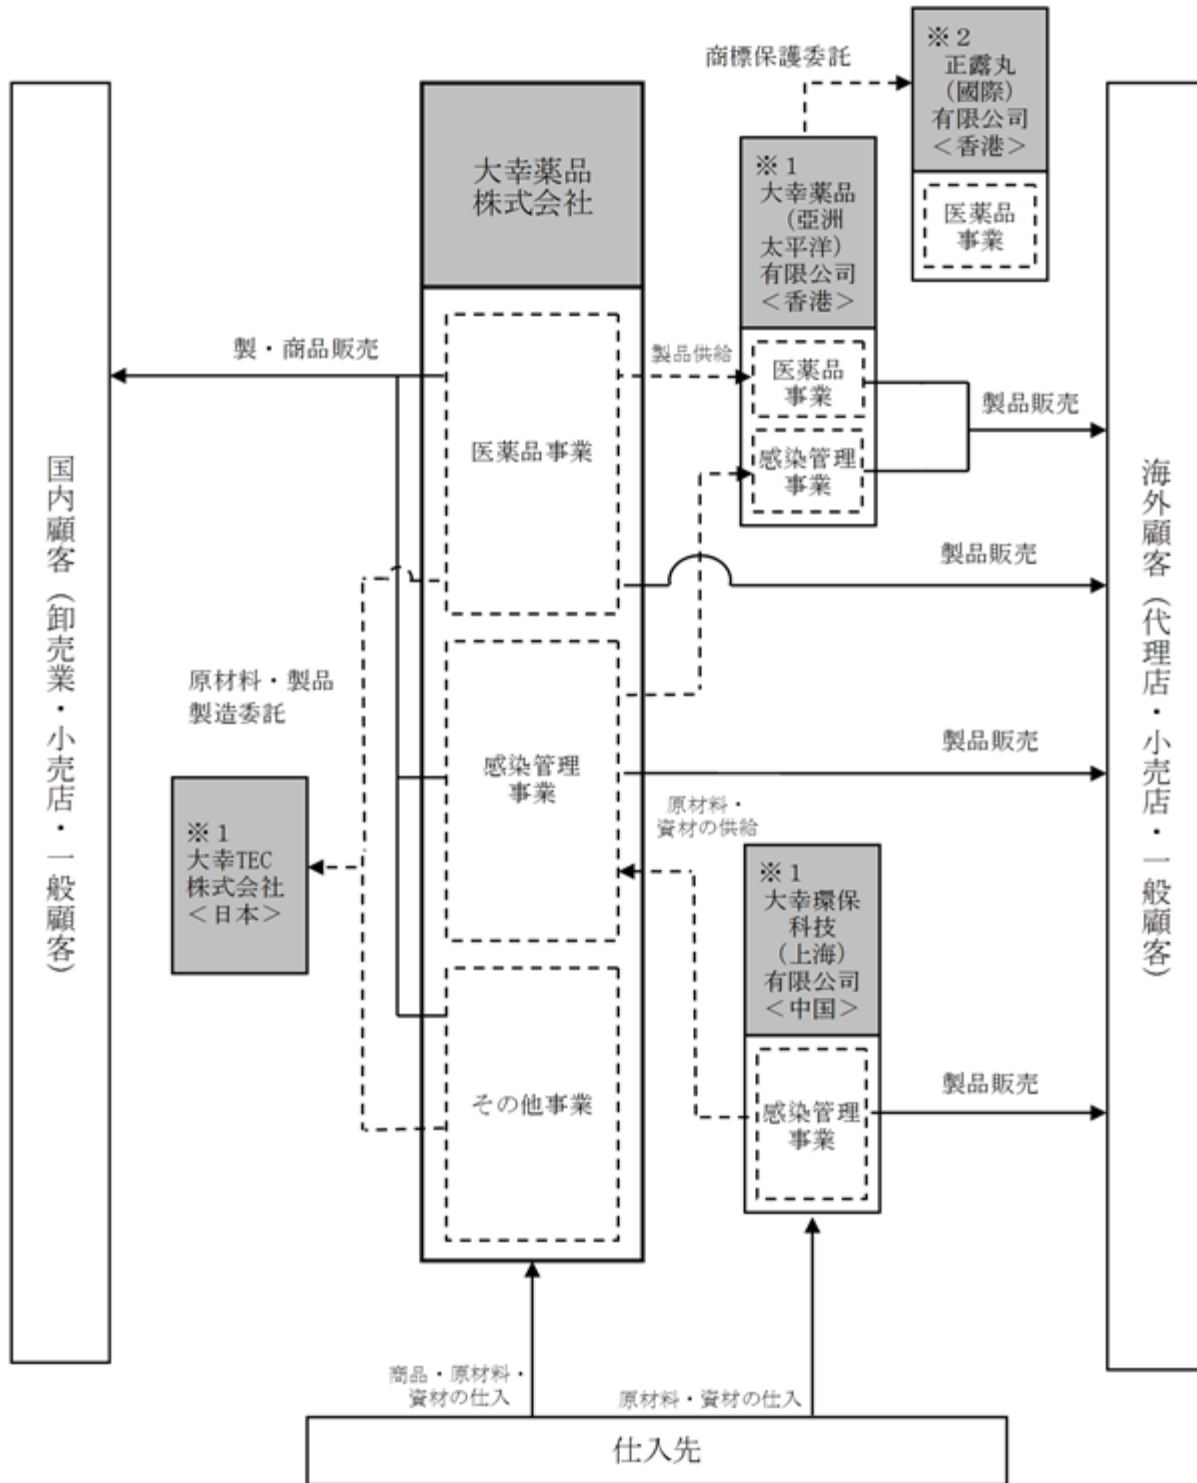 商標保護委託
※２
正露丸
（國際）
有限公司
＜香港＞
医薬品
事業
大幸薬品
株式会社
※１
大幸薬品
（亞洲
太平洋）
有限公司
＜香港＞
製・商品販売
製品供給
医薬品
事業
製品販売
感染管理
事業
医薬品事業
国内顧客（卸売業・小売店・一般顧客）
海外顧客（代理店・小売店・一般顧客）
製品販売
原材料・製品
製造委託
感染管理
事業
製品販売
原材料・
資材の供給
※１
大幸TEC
株式会社
＜日本＞
※１
大幸環保
科技
（上海）
有限公司
＜中国＞
その他事業
製品販売
感染管理
事業
商品・原材料・
資材の仕入
原材料・資材の仕入
仕入先